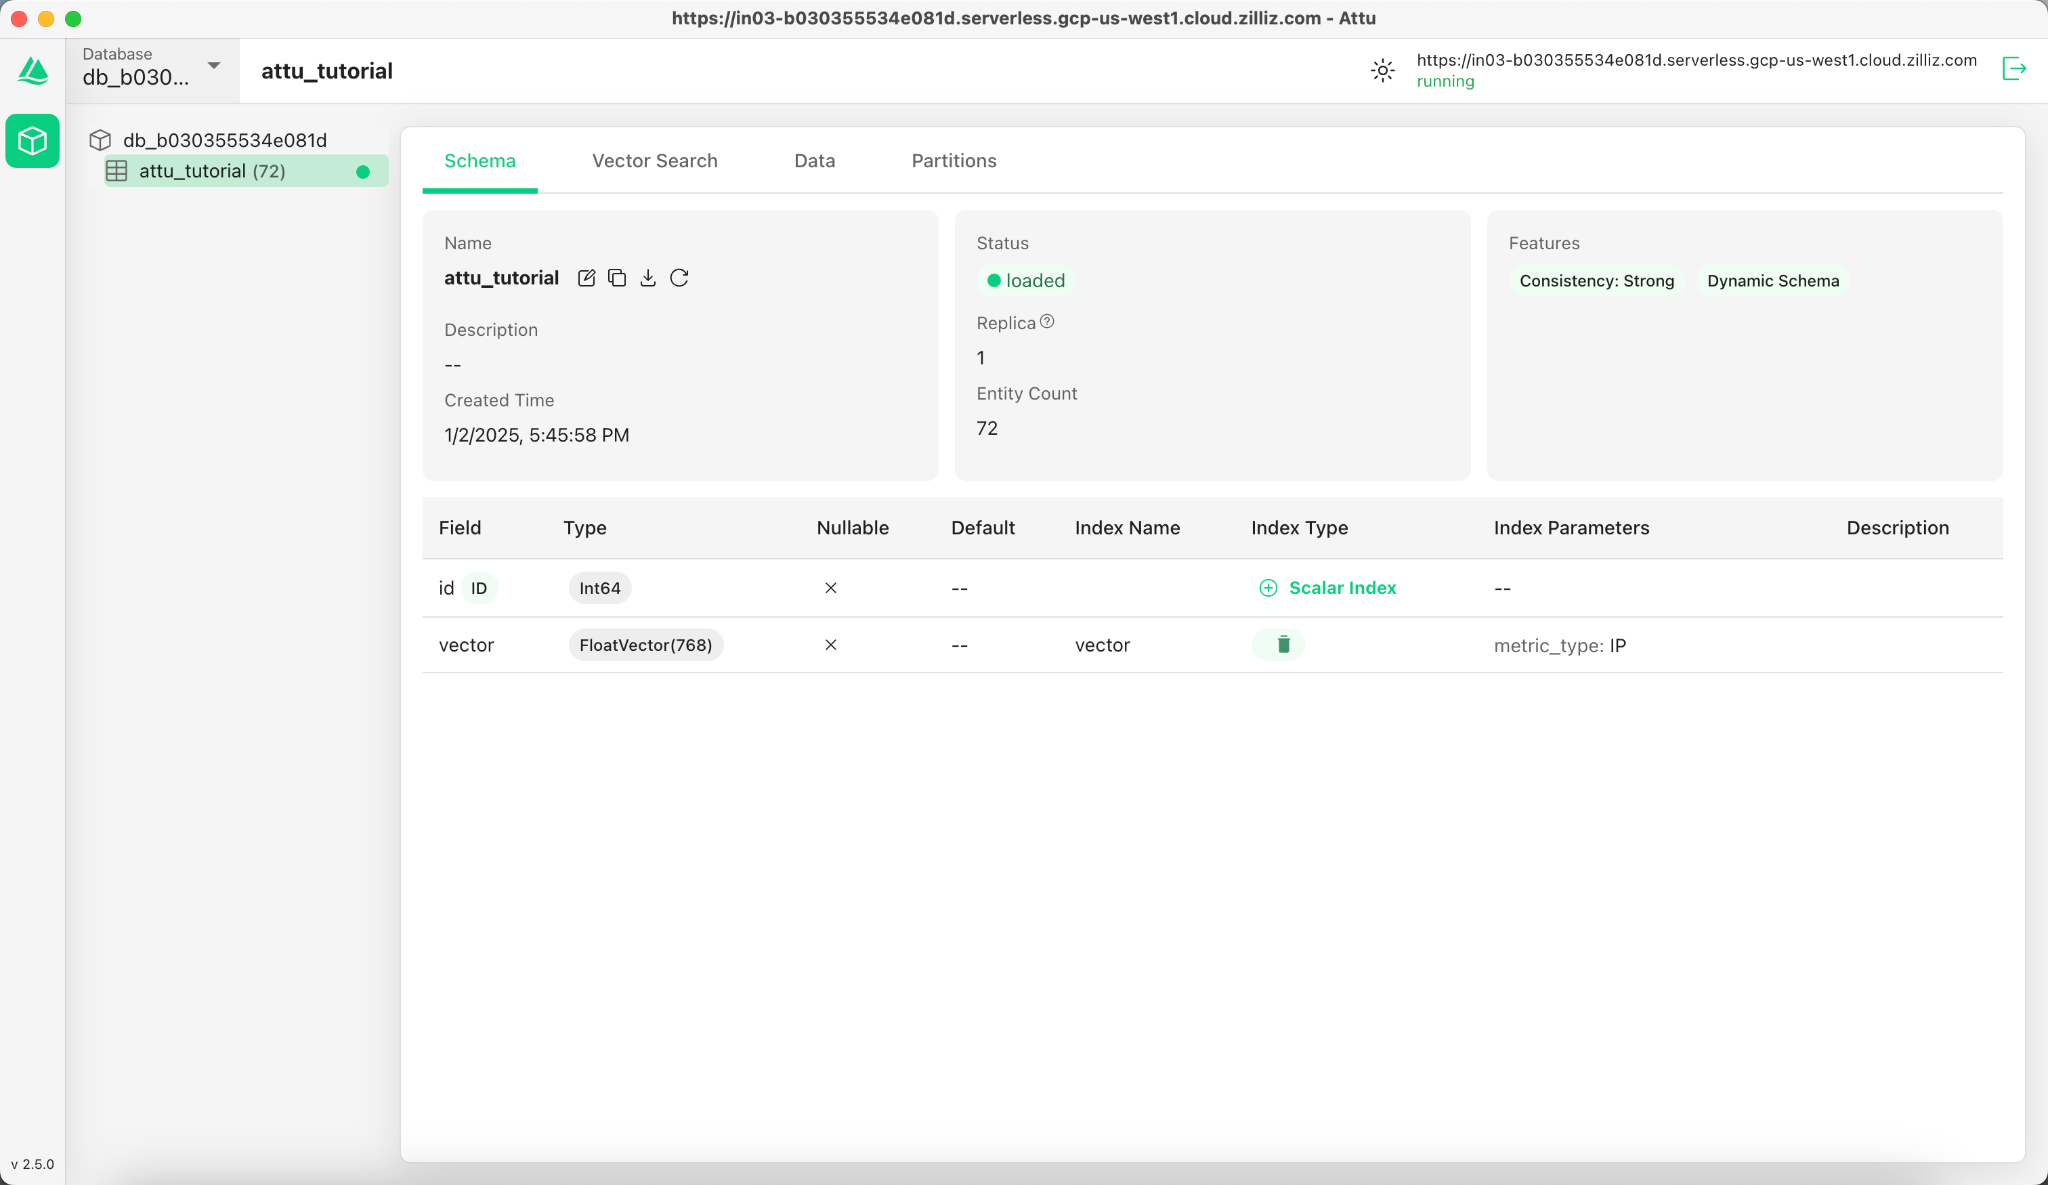 https://in03-b030355534e081d.serverless.gcp-us-west1.cloud.zilliz.com - Attu
Database
db_b030...
attu_tutorial
https://in03-b030355534e081d.serverless.gcp-us-west1.cloud.zilliz.com
running
db_b030355534e081d
attu_tutorial (72)
Schema Vector Search Data Partitions
Name
attu_tutorial
Description
--
Created Time
1/2/2025, 5:45:58 PM
Status
loaded
Replica ?
1
Entity Count
72
Features
Consistency: Strong Dynamic Schema
Field Type Nullable Default Index Name Index Type Index Parameters Description
id ID Int64 -- Scalar Index --
vector FloatVector(768) -- vector metric_type: IP
v 2.5.0